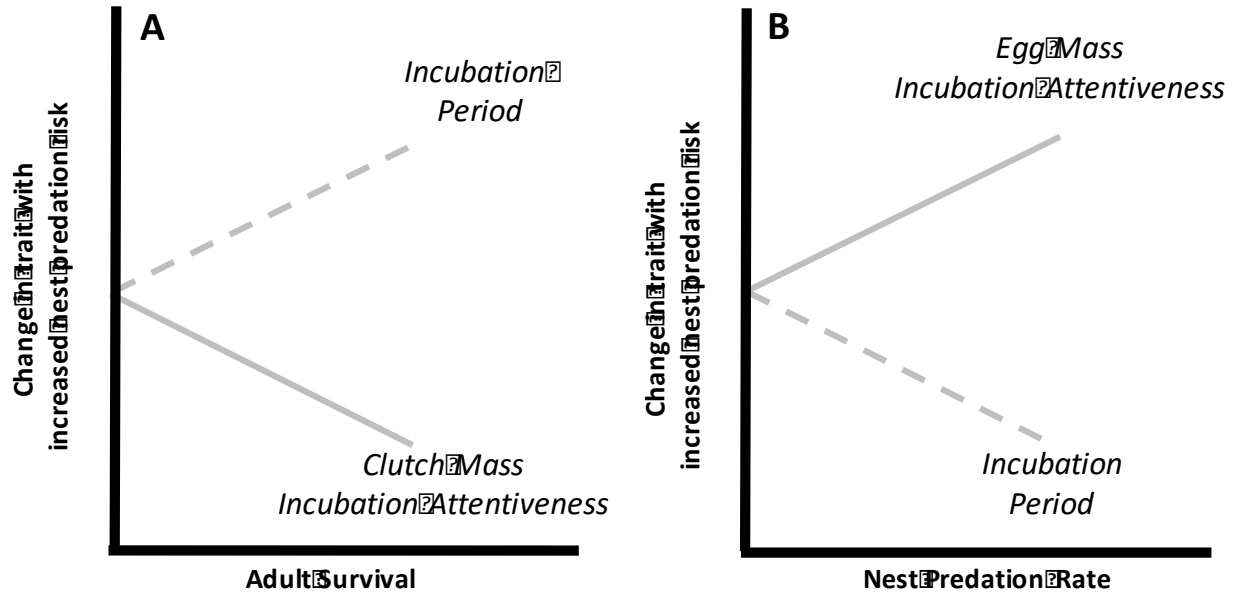 A
Incubation
Period
Change in trait with
increased nest predation risk
Clutch Mass
Incubation Attentiveness
Adult Survival
B
Egg Mass
Incubation Attentiveness
Change in trait with
increased nest predation risk
Incubation
Period
Nest Predation Rate